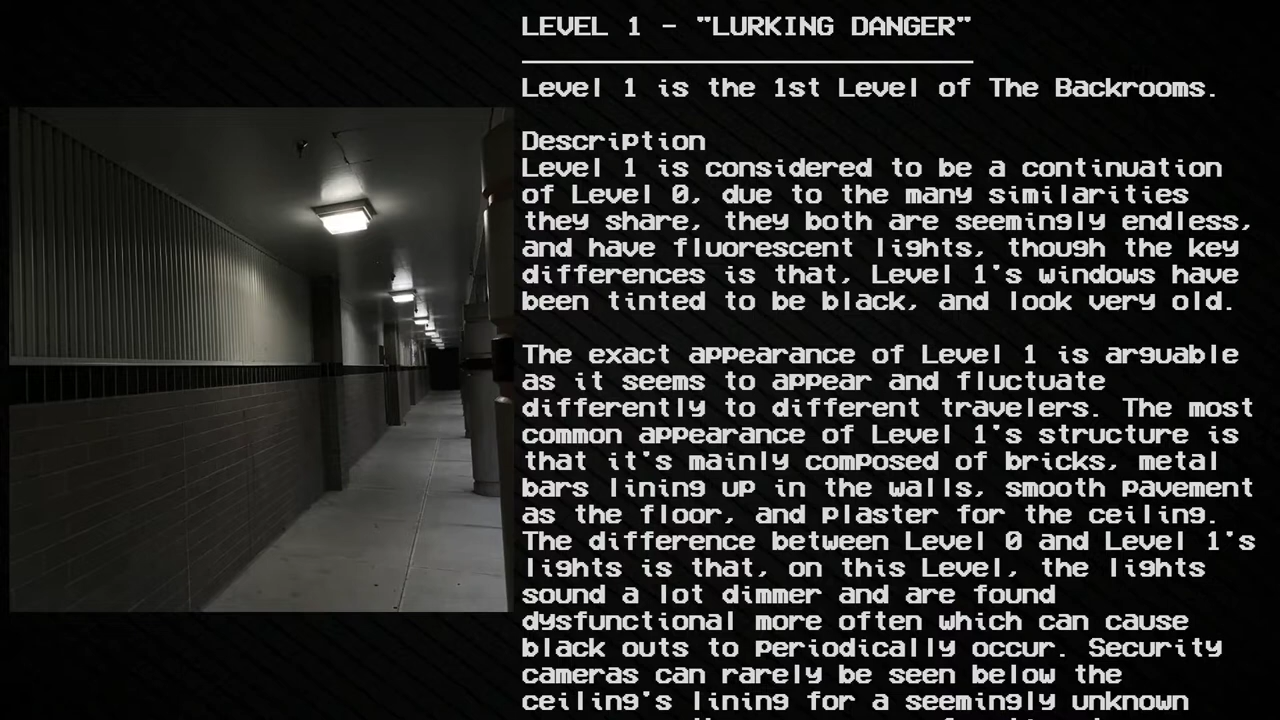 LEVEL 1 - "LURKING DANGER"
Level 1 is the 1st Level of The Backrooms.
Description
Level 1 is considered to be a continuation
of Level 0, due to the many similarities
they share, they both are seemingly endless,
and have fluorescent lights, though the key
differences is that, Level 1's windows have
been tinted to be black, and look very old.
The exact appearance of Level 1 is arguable
as it seems to appear and fluctuate
differently to different travelers. The most
common appearance of Level 1's structure is
that it's mainly composed of bricks, metal
bars lining up in the walls, smooth pavement
as the floor, and plaster for the ceiling.
The difference between Level 0 and Level 1's
lights is that, on this Level, the lights
sound a lot dimmer and are found
dysfunctional more often which can cause
black outs to periodically occur. Security
cameras can rarely be seen below the
ceiling's lining for a seemingly unknown